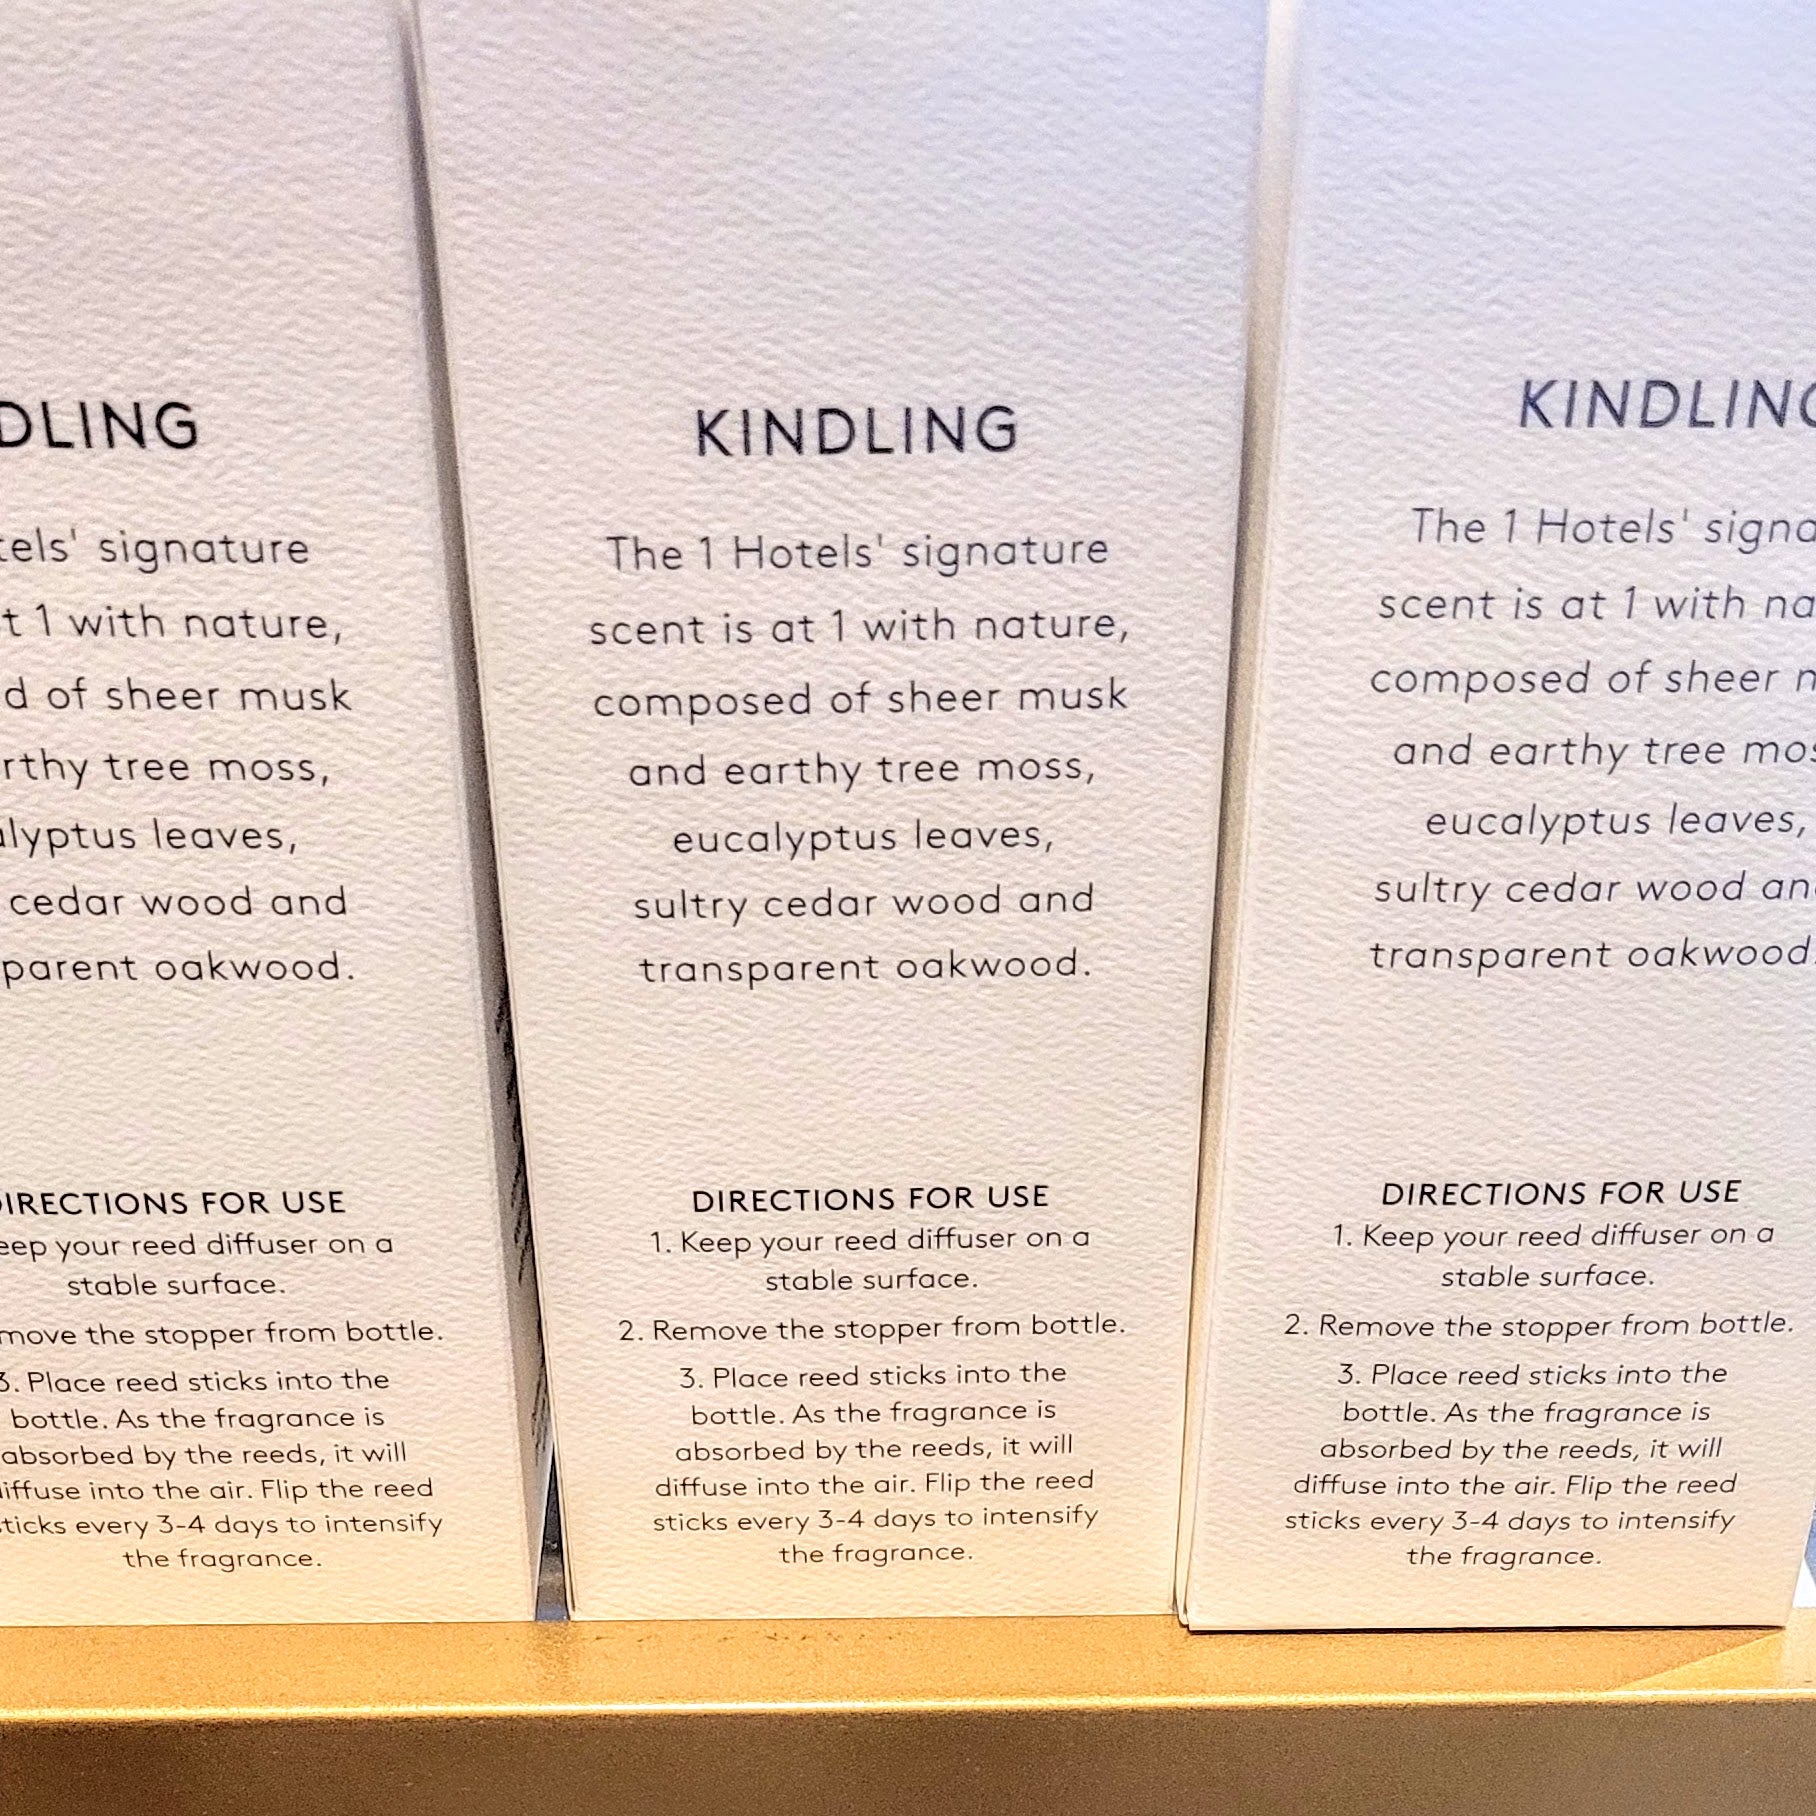 DLING
tels' signature
t 1 with nature,
d of sheer musk
rthy tree moss,
alyptus leaves,
cedar wood and
parent oakwood.
DIRECTIONS FOR USE
eep your reed diffuser on a
stable surface.
move the stopper from bottle.
3. Place reed sticks into the
bottle. As the fragrance is
absorbed by the reeds, it will
iffuse into the air. Flip the reed
ticks every 3-4 days to intensify
the fragrance.
KINDLING
The 1 Hotels' signature
scent is at 1 with nature,
composed of sheer musk
and earthy tree moss,
eucalyptus leaves,
sultry cedar wood and
transparent oakwood.
DIRECTIONS FOR USE
1. Keep your reed diffuser on a
stable surface.
2. Remove the stopper from bottle.
3. Place reed sticks into the
bottle. As the fragrance is
absorbed by the reeds, it will
diffuse into the air. Flip the reed
sticks every 3-4 days to intensify
the fragrance.
KINDLING
The 1 Hotels' signa
scent is at 1 with na
composed of sheer m
and earthy tree mos
eucalyptus leaves,
sultry cedar wood an
transparent oakwood.
DIRECTIONS FOR USE
1. Keep your reed diffuser on a
stable surface.
2. Remove the stopper from bottle.
3. Place reed sticks into the
bottle. As the fragrance is
absorbed by the reeds, it will
diffuse into the air. Flip the reed
sticks every 3-4 days to intensify
the fragrance.